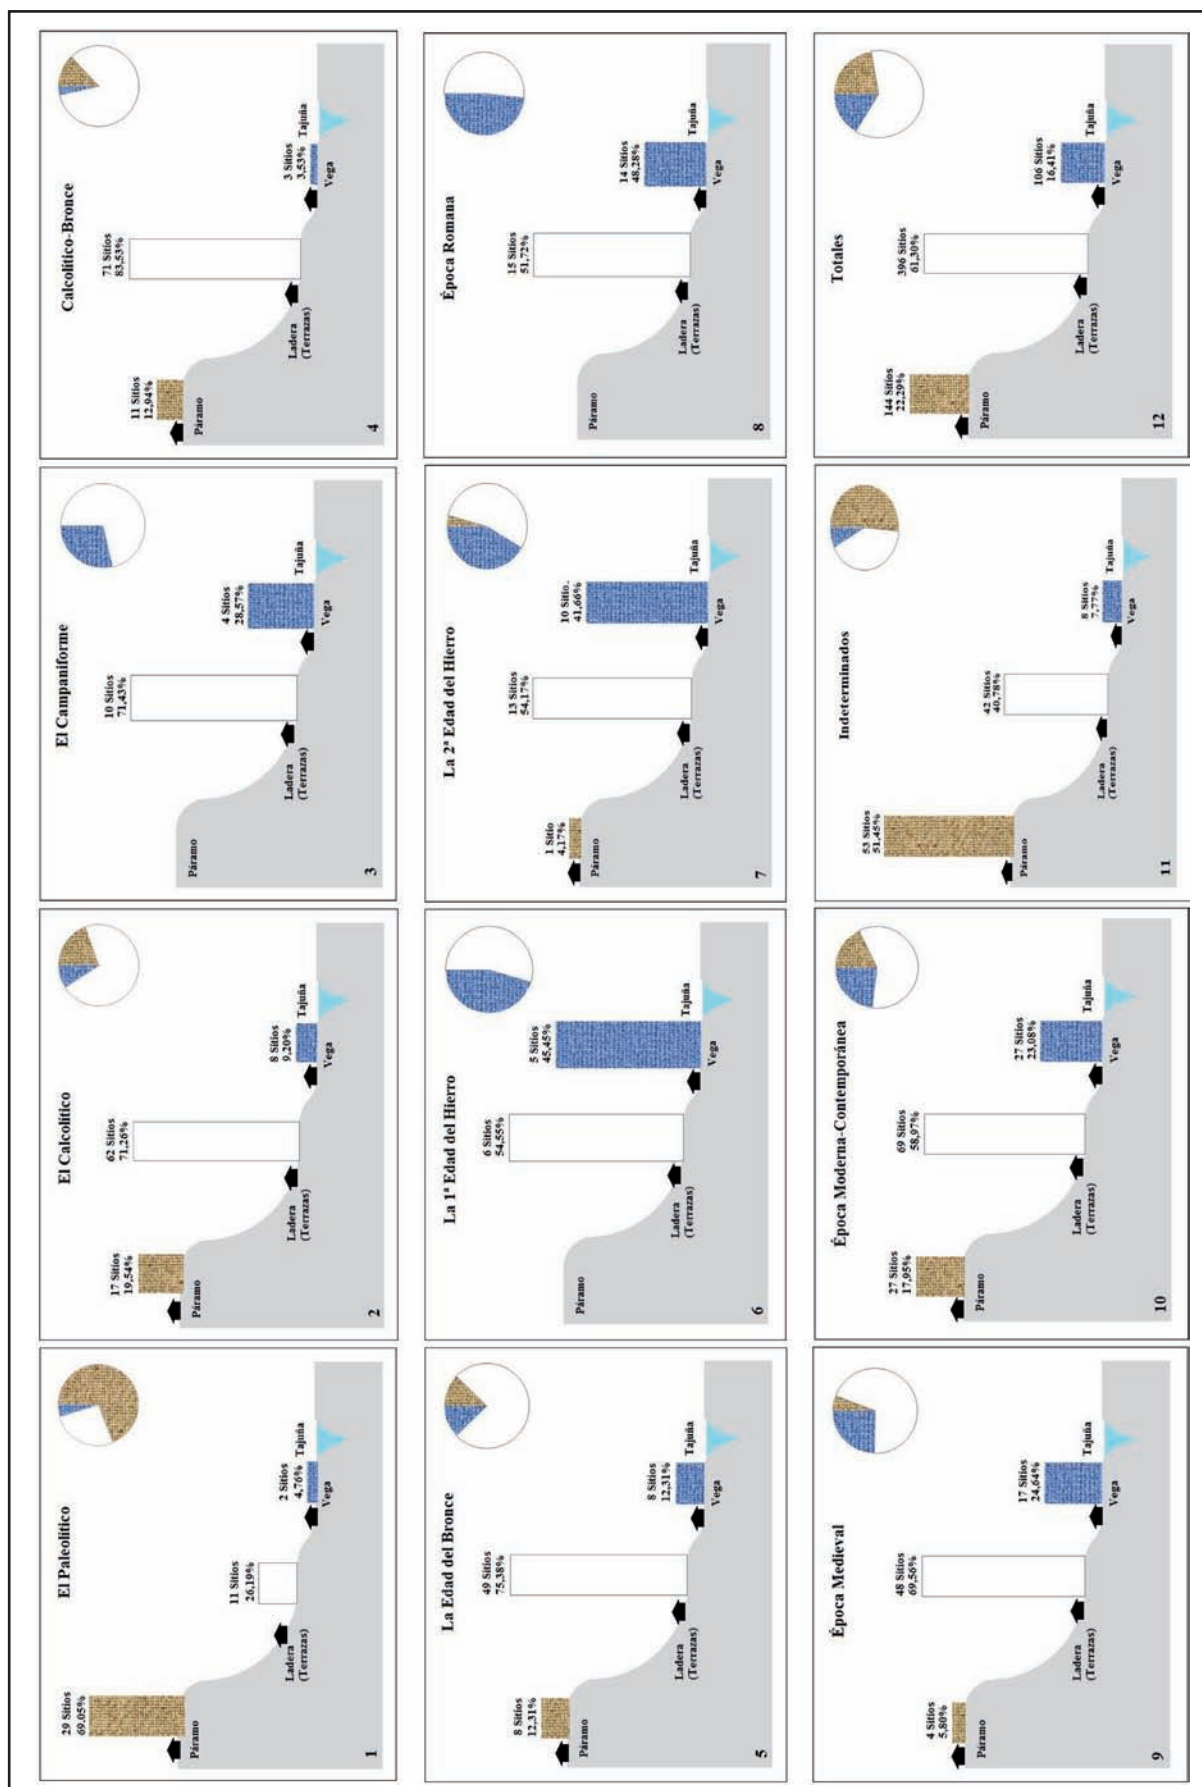 El Paleolítico
29 Sitios
69,05%
11 Sitios
26,19%
2 Sitios
4,76%
Páramo
Ladera
(Terrazas)
Vega
Tajuña
1
El Calcolítico
17 Sitios
19,54%
62 Sitios
71,26%
8 Sitios
9,20%
Páramo
Ladera
(Terrazas)
Vega
Tajuña
2
El Campaniforme
10 Sitios
71,43%
4 Sitios
28,57%
Páramo
Ladera
(Terrazas)
Vega
Tajuña
3
Calcolítico-Bronce
11 Sitios
12,94%
71 Sitios
83,53%
3 Sitios
3,53%
Páramo
Ladera
(Terrazas)
Vega
Tajuña
4
La Edad del Bronce
8 Sitios
12,31%
49 Sitios
75,38%
8 Sitios
12,31%
Páramo
Ladera
(Terrazas)
Vega
Tajuña
5
La 1ª Edad del Hierro
6 Sitios
54,55%
5 Sitios
45,45%
Páramo
Ladera
(Terrazas)
Vega
Tajuña
6
La 2ª Edad del Hierro
1 Sitio
4,17%
13 Sitios
54,17%
10 Sitio.
41,66%
Páramo
Ladera
(Terrazas)
Vega
Tajuña
7
Época Romana
15 Sitios
51,72%
14 Sitios
48,28%
Páramo
Ladera
(Terrazas)
Vega
Tajuña
8
Época Medieval
4 Sitios
5,80%
48 Sitios
69,56%
17 Sitios
24,64%
Páramo
Ladera
(Terrazas)
Vega
Tajuña
9
Época Moderna-Contemporánea
27 Sitios
17,95%
69 Sitios
58,97%
27 Sitios
23,08%
Páramo
Ladera
(Terrazas)
Vega
Tajuña
10
Indeterminados
53 Sitios
51,45%
42 Sitios
40,78%
8 Sitios
7,77%
Páramo
Ladera
(Terrazas)
Vega
Tajuña
11
Totales
144 Sitios
22,29%
396 Sitios
61,30%
106 Sitios
16,41%
Páramo
Ladera
(Terrazas)
Vega
Tajuña
12